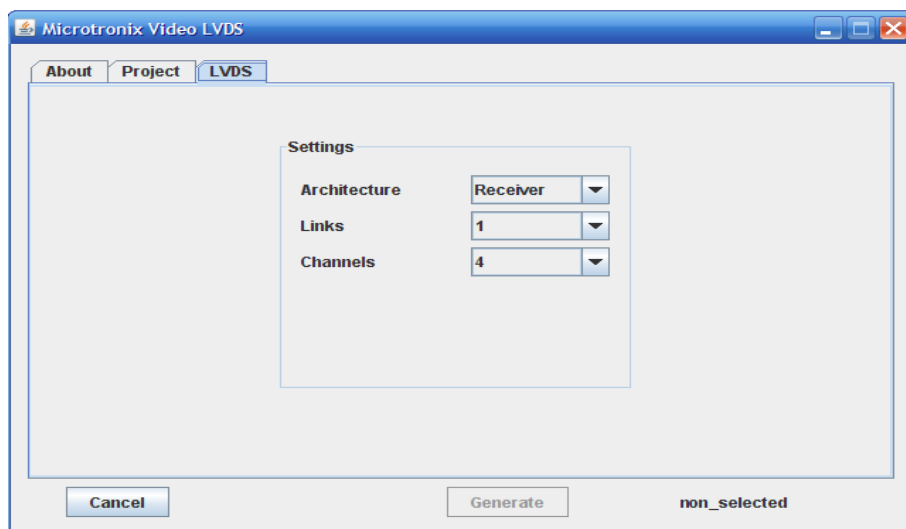 Microtronix Video LVDS
About Project LVDS
Settings
Architecture Receiver
Links 1
Channels 4
Cancel Generate non_selected